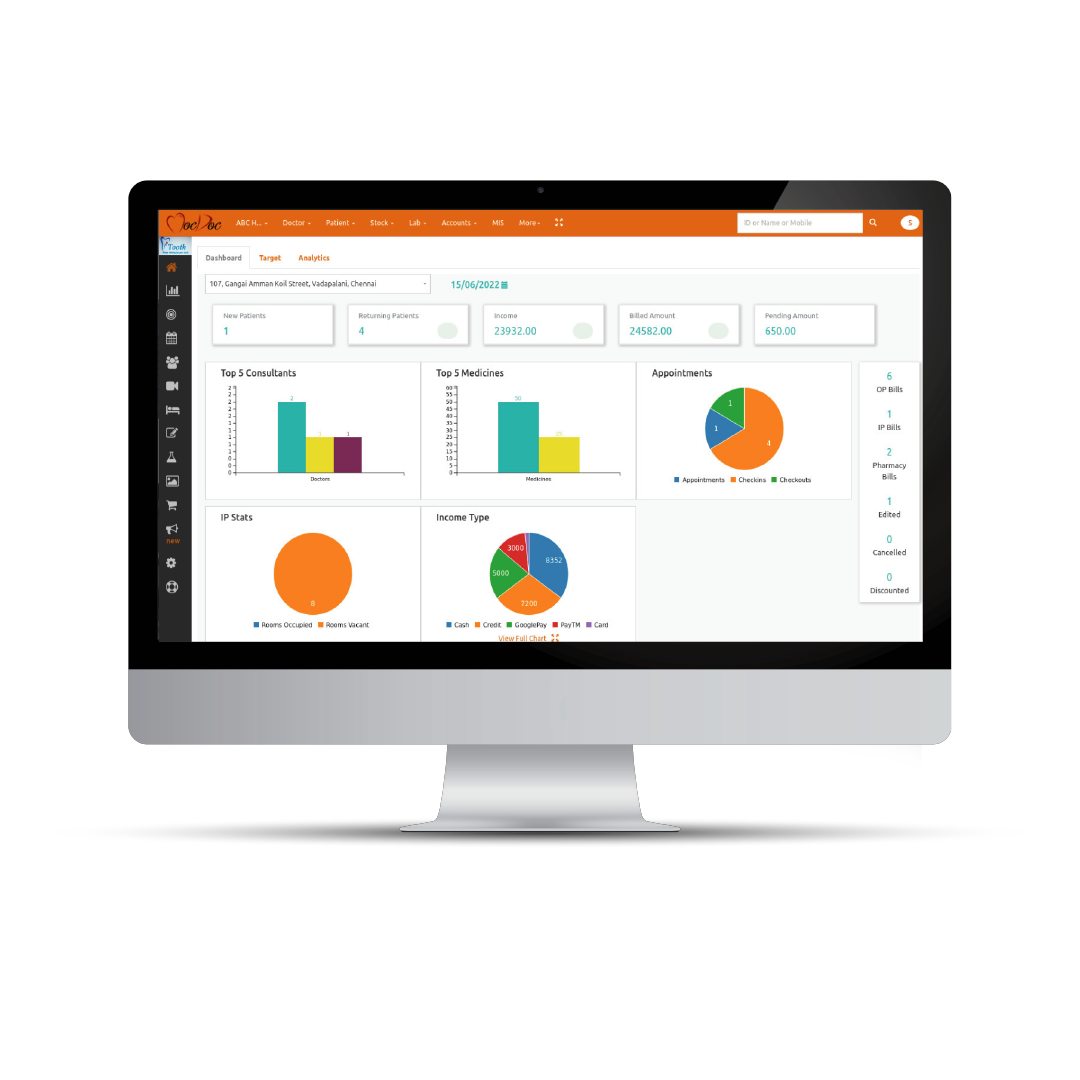 MocDoc
ABC H... Doctor Patient Stock Lab Accounts MIS More
ID or Name or Mobile
S
Tooth
Dashboard Target Analytics
107, Gangai Amman Koil Street, Vadapalani, Chennai
15/06/2022
New Patients
1
Returning Patients
4
Income
23932.00
Billed Amount
24582.00
Pending Amount
650.00
new
Top 5 Consultants
2
2
2
2
2
1
1
1
1
1
0
0
0
2
1
1
Doctors
Top 5 Medicines
60
55
50
45
40
35
30
25
20
15
10
5
0
50
25
Medicines
Appointments
1
1
4
Appointments Checkins Checkouts
6
OP Bills
1
IP Bills
2
Pharmacy
Bills
1
Edited
0
Cancelled
0
Discounted
IP Stats
8
Rooms Occupied Rooms Vacant
Income Type
3000
8352
5000
7200
Cash Credit GooglePay PayTM Card
View Full Chart